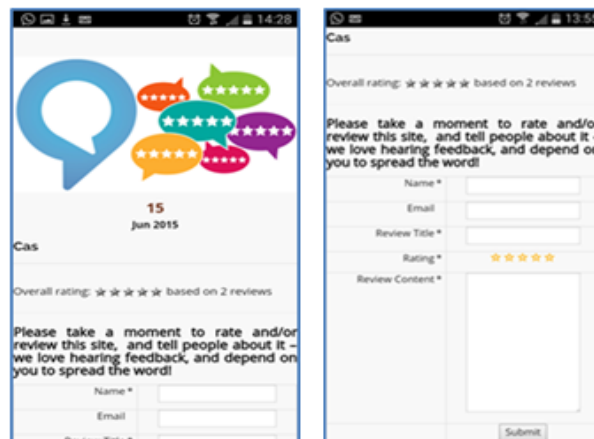 14:28
15
Jun 2015
Cas
Overall rating: based on 2 reviews
Please take a moment to rate and/or
review this site, and tell people about it –
we love hearing feedback, and depend on
you to spread the word!
Name*
Email
Review Title*
13:55
Cas
Overall rating: based on 2 reviews
Please take a moment to rate and/o
review this site, and tell people about it -
we love hearing feedback, and depend on
you to spread the word!
Name*
Email
Review Title*
Rating*
Review Content*
Submit